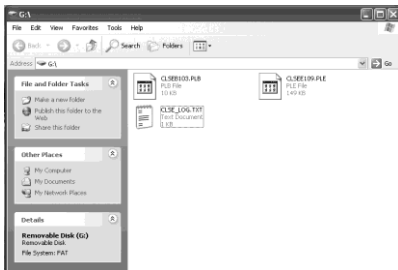 G:\
File Edit View Favorites Tools Help
Back Search Folders
Address G:\ Go
File and Folder Tasks
Make a new folder
Publish this folder to the Web
Share this folder
Other Places
My Computer
My Documents
My Network Places
Details
Removable Disk (G:)
Removable Disk
File System: FAT
CLSEB103.PLB
PLB File
10 KB
CLSEE109.PLE
PLE File
149 KB
CLSE_LOG.TXT
Text Document
1 KB